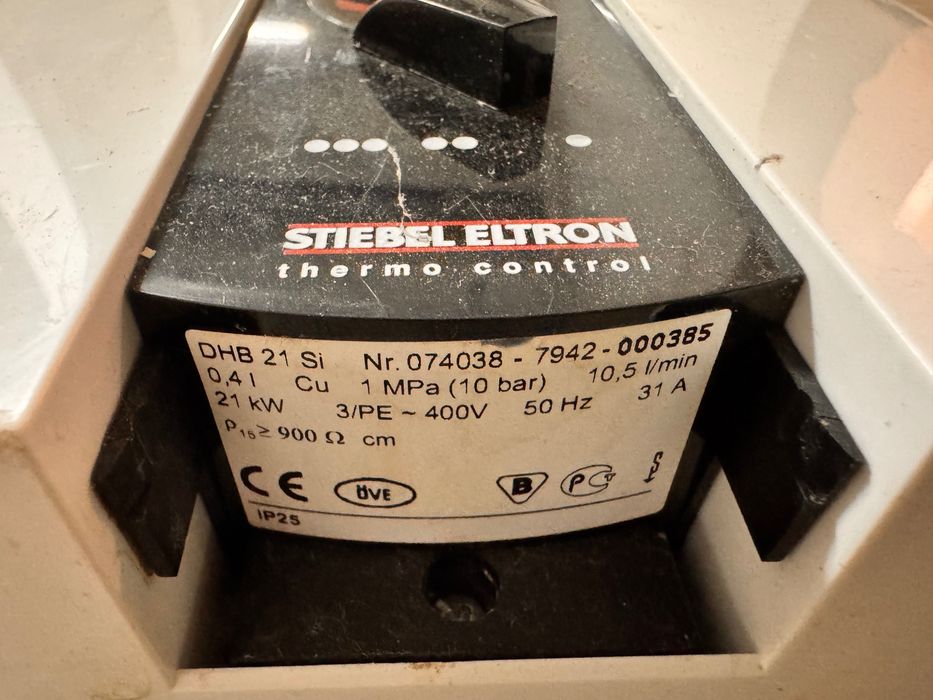 STIEBEL ELTRON
thermo control
DHB 21 Si Nr. 074038 - 7942 - 000385
0,4 l Cu 1 MPa (10 bar) 10,5 l/min
21 kW 3/PE ~ 400V 50 Hz 31 A
ρ₁₅ ≥ 900 Ω cm
CE ÖVE B PCT S
IP25